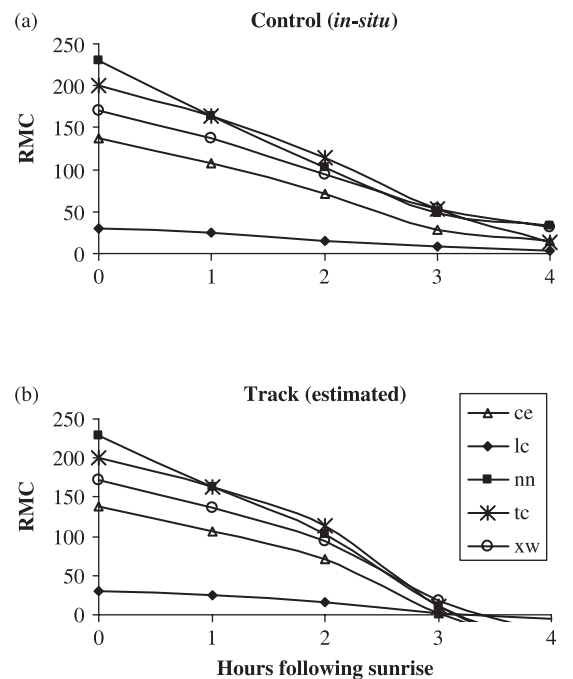 (a) Control (in-situ)
250
200
150
100
50
0
RMC
0 1 2 3 4
(b) Track (estimated)
250
200
150
100
50
0
RMC
ce
lc
nn
tc
xw
0 1 2 3 4
Hours following sunrise